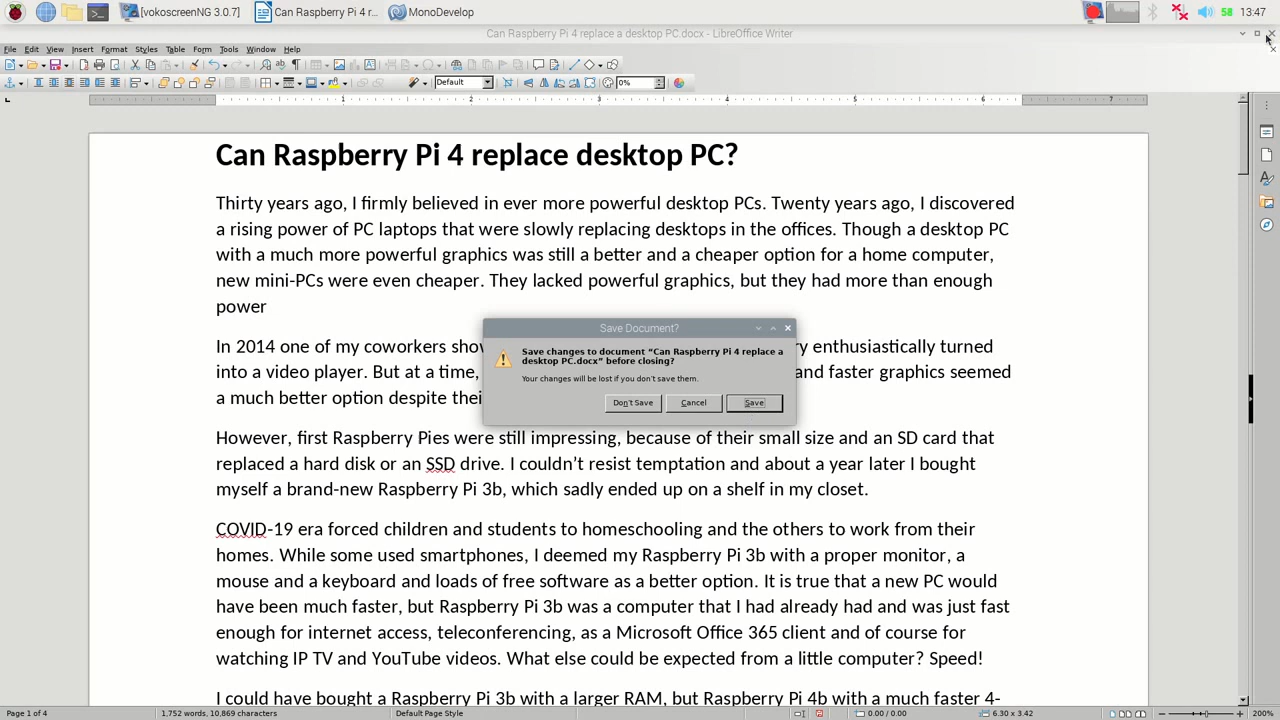 [vokoscreenNG 3.0.7] Can Raspberry Pi 4 r... MonoDevelop 58 13:47
Can Raspberry Pi 4 replace a desktop PC.docx - LibreOffice Writer
File Edit View Insert Format Styles Table Form Tools Window Help
Default 0%
1 2 3 4 5 6 7
Can Raspberry Pi 4 replace desktop PC?
Thirty years ago, I firmly believed in ever more powerful desktop PCs. Twenty years ago, I discovered
a rising power of PC laptops that were slowly replacing desktops in the offices. Though a desktop PC
with a much more powerful graphics was still a better and a cheaper option for a home computer,
new mini-PCs were even cheaper. They lacked powerful graphics, but they had more than enough
power
Save Document?
Save changes to document “Can Raspberry Pi 4 replace a
desktop PC.docx” before closing?
Your changes will be lost if you don’t save them.
Don’t Save Cancel Save
In 2014 one of my coworkers enthusiastically turned
into a video player. But at a time, and faster graphics seemed
a much better option despite
However, first Raspberry Pies were still impressing, because of their small size and an SD card that
replaced a hard disk or an SSD drive. I couldn’t resist temptation and about a year later I bought
myself a brand-new Raspberry Pi 3b, which sadly ended up on a shelf in my closet.
COVID-19 era forced children and students to homeschooling and the others to work from their
homes. While some used smartphones, I deemed my Raspberry Pi 3b with a proper monitor, a
mouse and a keyboard and loads of free software as a better option. It is true that a new PC would
have been much faster, but Raspberry Pi 3b was a computer that I had already had and was just fast
enough for internet access, teleconferencing, as a Microsoft Office 365 client and of course for
watching IP TV and YouTube videos. What else could be expected from a little computer? Speed!
I could have bought a Raspberry Pi 3b with a larger RAM, but Raspberry Pi 4b with a much faster 4-
Page 1 of 4 1,752 words, 10,869 characters Default Page Style 0.00 / 0.00 6.30 x 3.42 200%